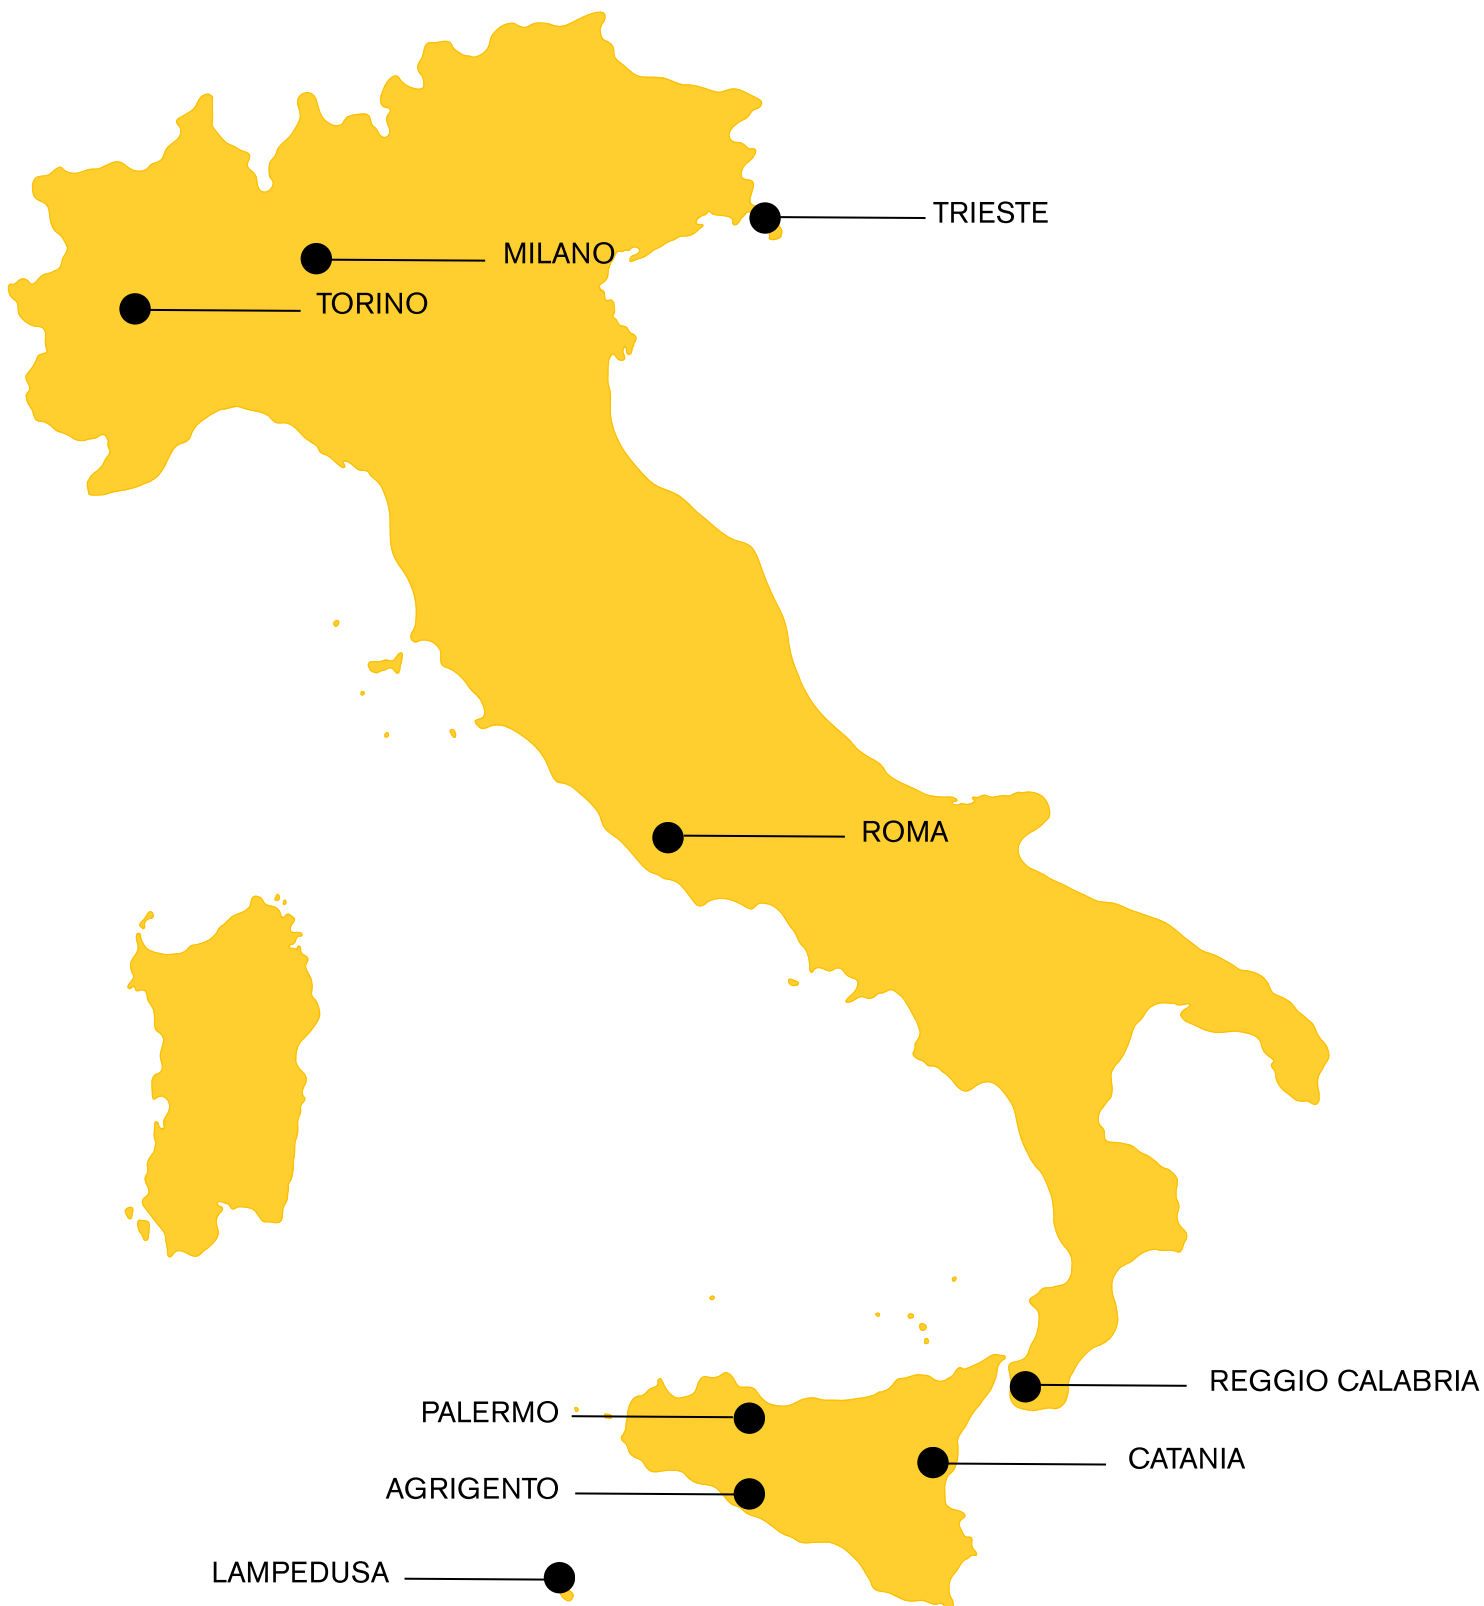 TRIESTE
MILANO
TORINO
ROMA
REGGIO CALABRIA
PALERMO
CATANIA
AGRIGENTO
LAMPEDUSA